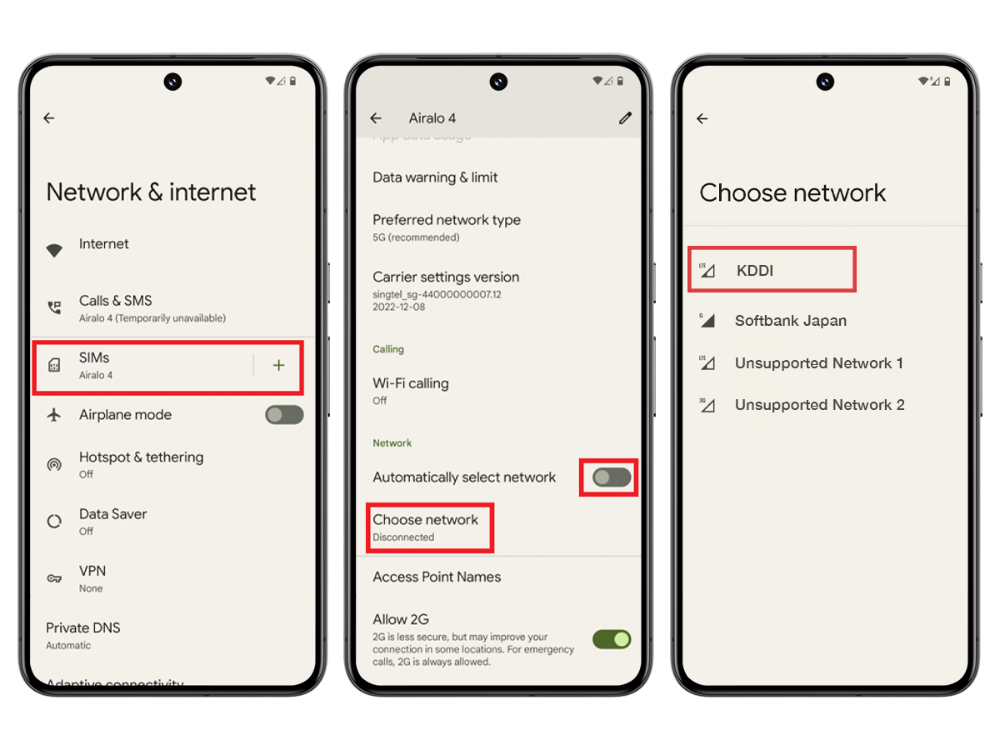 Network & internet
Internet
Calls & SMS
Airalo 4 (Temporarily unavailable)
SIMs
Airalo 4
+
Airplane mode
Hotspot & tethering
Off
Data Saver
Off
VPN
None
Private DNS
Automatic
Adaptive connectivity
Airalo 4
App data usage
Data warning & limit
Preferred network type
5G (recommended)
Carrier settings version
singtel_sg-44000000007.12
2022-12-08
Calling
Wi-Fi calling
Off
Network
Automatically select network
Choose network
Disconnected
Access Point Names
Allow 2G
2G is less secure, but may improve your
connection in some locations. For emergency
calls, 2G is always allowed.
Choose network
LTE KDDI
G Softbank Japan
LTE Unsupported Network 1
3G Unsupported Network 2